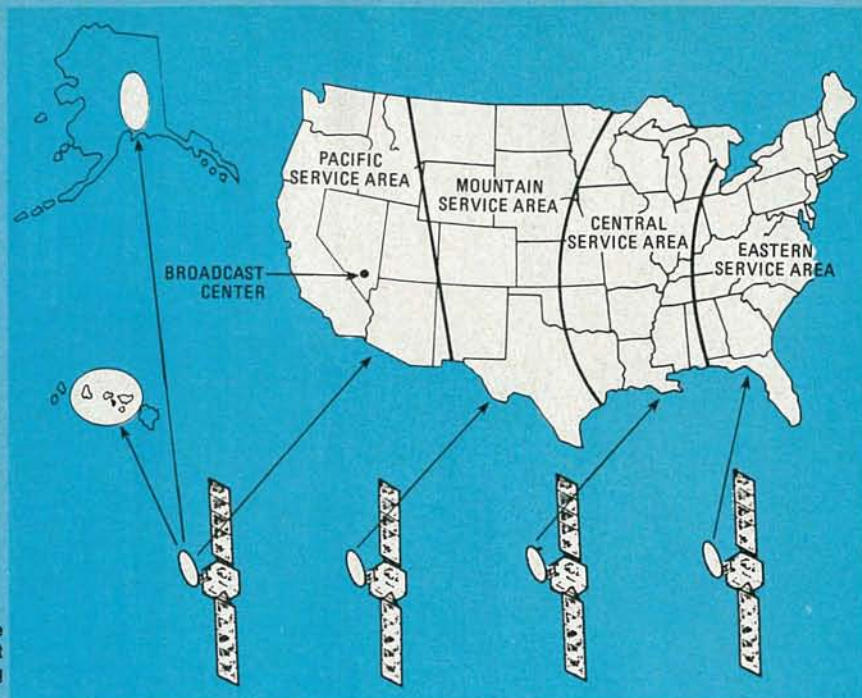 PACIFIC
SERVICE AREA
MOUNTAIN
SERVICE AREA
CENTRAL
SERVICE AREA
EASTERN
SERVICE AREA
BROADCAST
CENTER